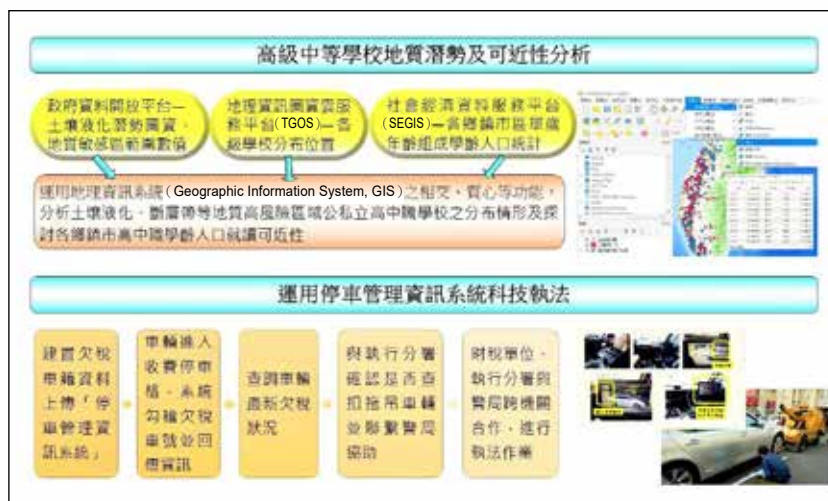 高級中等學校地質潛勢及可近性分析
政府資料開放平台—
土壤液化潛勢圖資、
地質敏感區範圍數值
地理資訊圖資雲服
務平台(TGOS)—各
級學校分布位置
社會經濟資料服務平台
(SEGIS)—各鄉鎮市區單歲
年齡組成學齡人口統計
運用地理資訊系統(Geographic Information System, GIS)之相交、質心等功能，
分析土壤液化、斷層帶等地質高風險區域公私立高中職學校之分布情形及探
討各鄉鎮市高中職學齡人口就讀可近性
運用停車管理資訊系統科技執法
建置欠稅
車籍資料
上傳「停
車管理資
訊系統」
車輛進入
收費停車
格，系統
勾稽欠稅
車號並回
傳資訊
查調車輛
最新欠稅
狀況
與執行分署
確認是否查
扣拖吊車輛
並聯繫警局
協助
財稅單位、
執行分署與
警局跨機關
合作，進行
執法作業